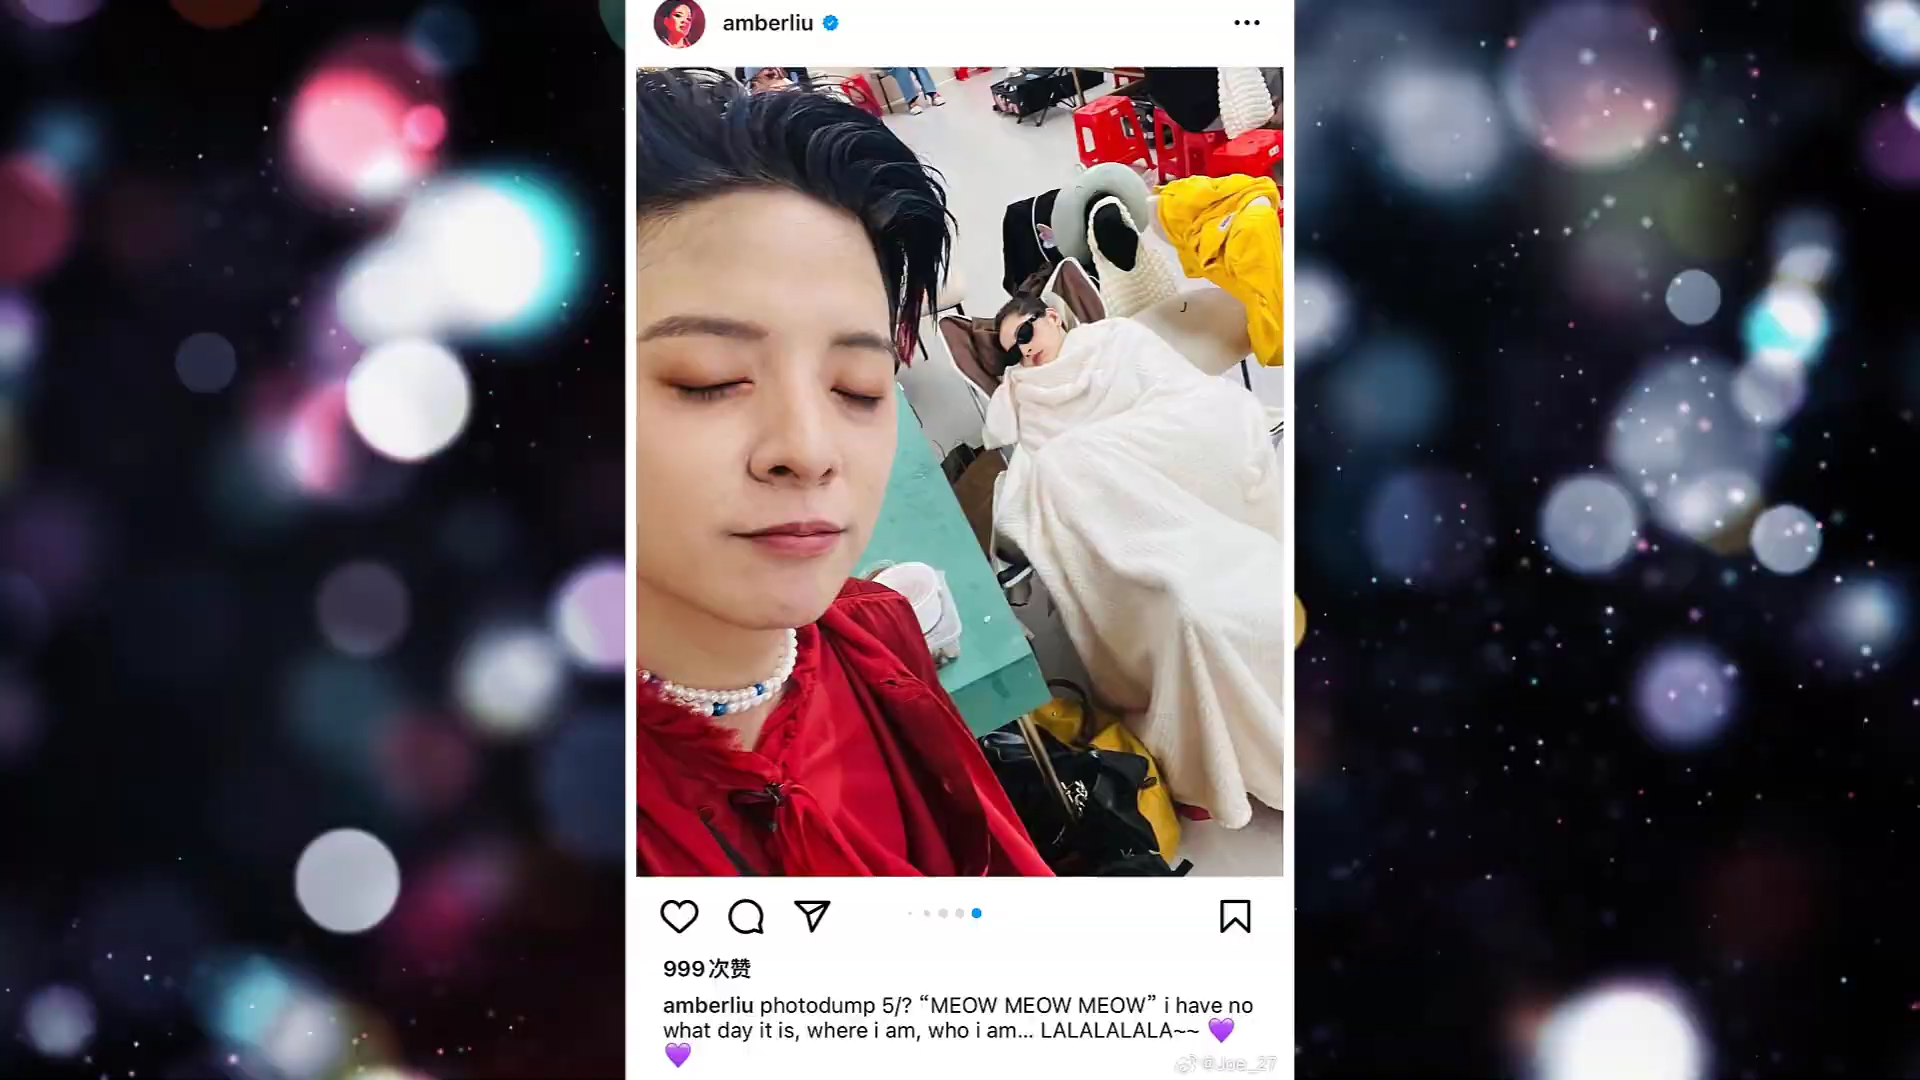 amberliu
999次赞
amberliu photodump 5/? “MEOW MEOW MEOW” i have no
what day it is, where i am, who i am... LALALALALA~~ 💜
💜
@Joe_27